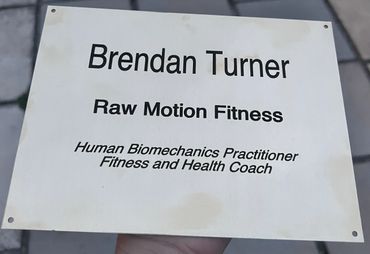 Brendan Turner
Raw Motion Fitness
Human Biomechanics Practitioner
Fitness and Health Coach